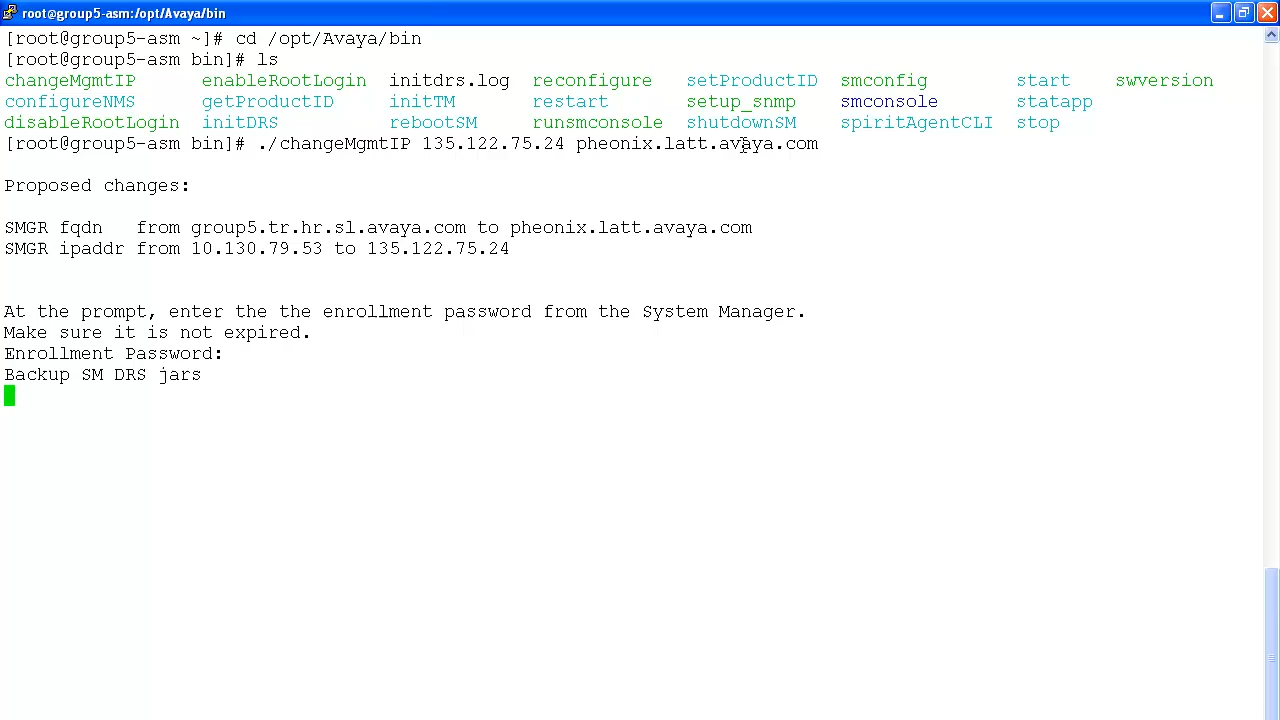 root@group5-asm:/opt/Avaya/bin
[root@group5-asm ~]# cd /opt/Avaya/bin
[root@group5-asm bin]# ls
changeMgmtIP enableRootLogin initdrs.log reconfigure setProductID smconfig start swversion
configureNMS getProductID initTM restart setup_snmp smconsole statapp
disableRootLogin initDRS rebootSM runsmconsole shutdownSM spiritAgentCLI stop
[root@group5-asm bin]# ./changeMgmtIP 135.122.75.24 pheonix.latt.avaya.com
Proposed changes:
SMGR fqdn from group5.tr.hr.sl.avaya.com to pheonix.latt.avaya.com
SMGR ipaddr from 10.130.79.53 to 135.122.75.24
At the prompt, enter the the enrollment password from the System Manager.
Make sure it is not expired.
Enrollment Password:
Backup SM DRS jars